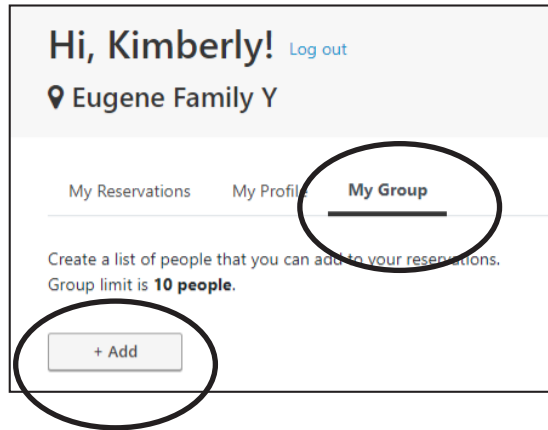 Hi, Kimberly! Log out
Eugene Family Y
My Reservations My Profile My Group
Create a list of people that you can add to your reservations.
Group limit is 10 people.
+ Add